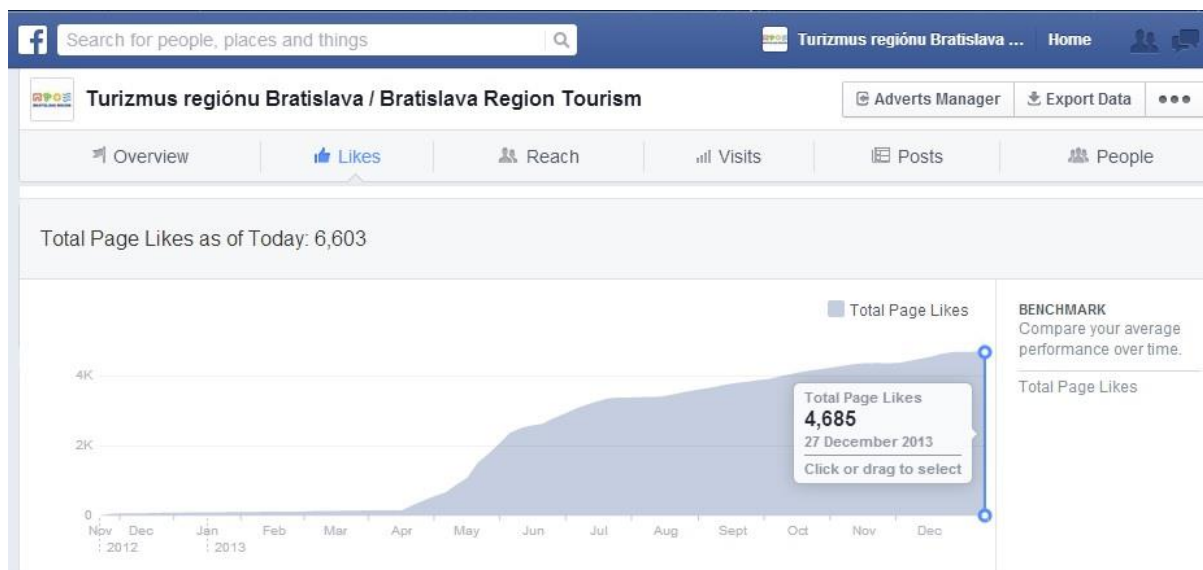 Search for people, places and things
Turizmus regiónu Bratislava ... Home
Turizmus regiónu Bratislava / Bratislava Region Tourism
Adverts Manager Export Data
Overview Likes Reach Visits Posts People
Total Page Likes as of Today: 6,603
Total Page Likes
BENCHMARK
Compare your average
performance over time.
Total Page Likes
4K
2K
0
Total Page Likes
4,685
27 December 2013
Click or drag to select
Nov Dec Jan Feb Mar Apr May Jun Jul Aug Sept Oct Nov Dec
2012 2013